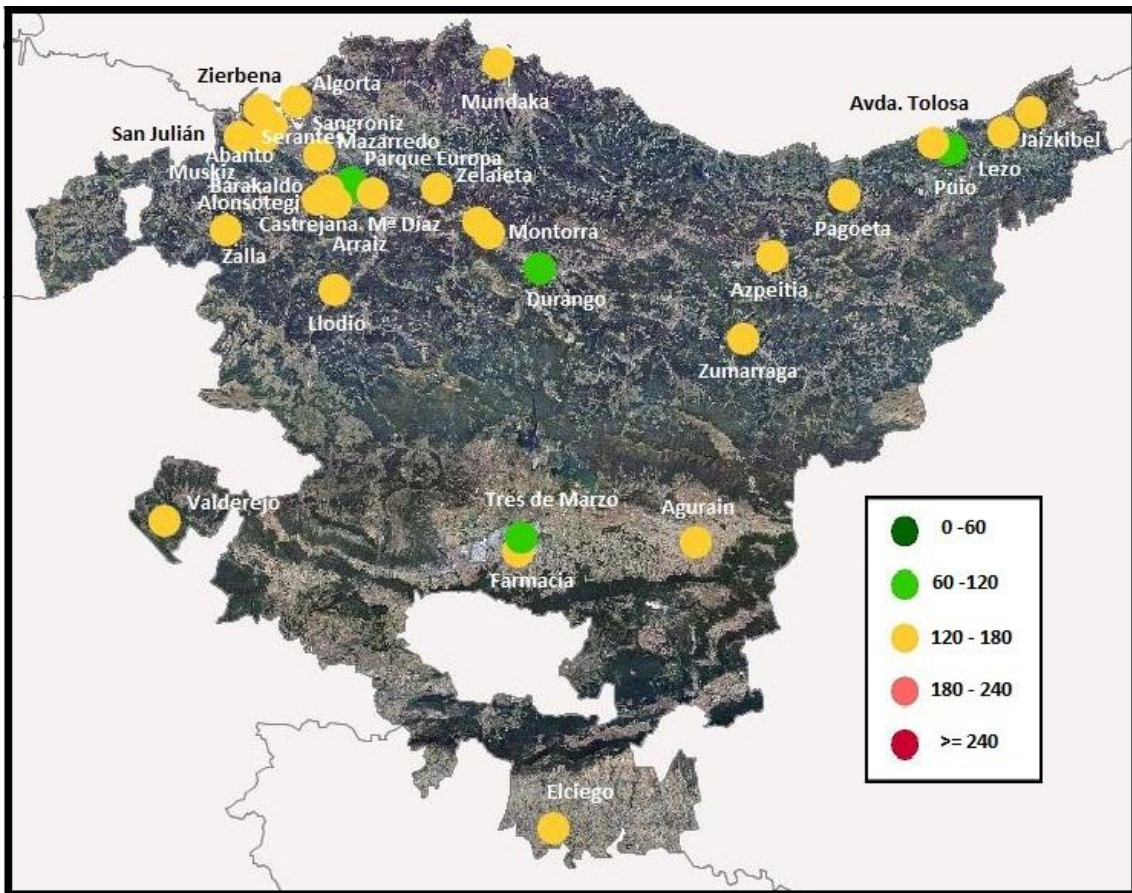 Zierbena
Algorta
Mundaka
Avda. Tolosa
San Julián
Serantes
Sangroniz
Mazarredo
Jaizkibel
Abanto
Parque Europa
Lezo
Muskiz
Zelaieta
Puio
Barakaldo
Alonsotegi
Pagoeta
Castrejana
Mª Díaz
Montorra
Arraiz
Zalla
Durango
Azpeitia
Llodio
Zumarraga
Valderejo
Tres de Marzo
Agurain
Farmacia
Elciego
0 -60
60 -120
120 - 180
180 - 240
>= 240